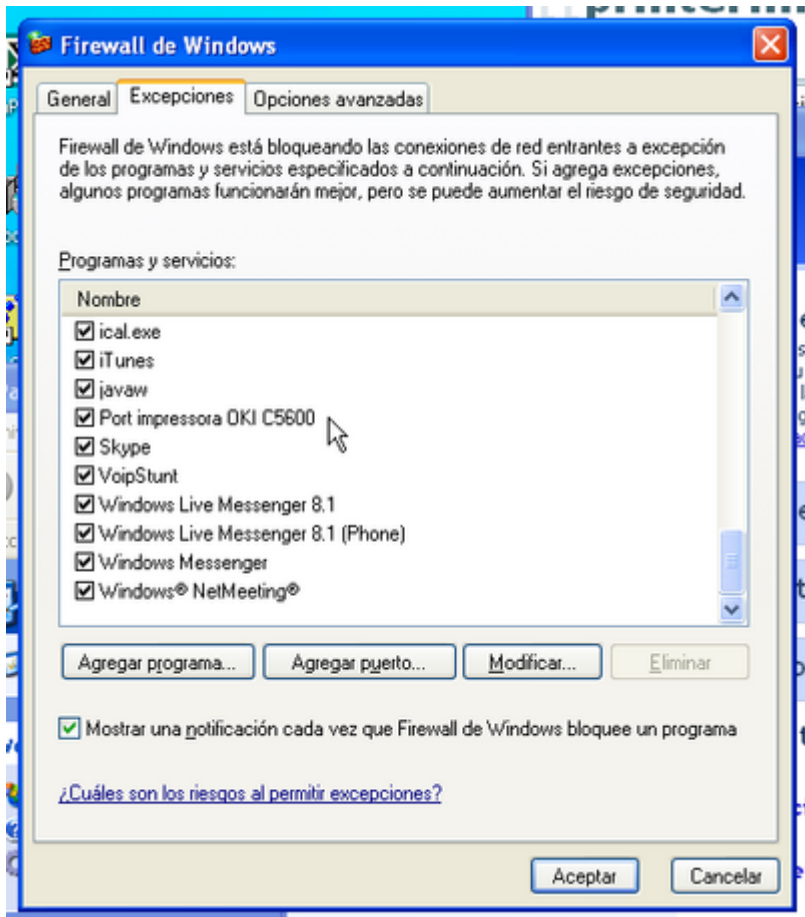 Firewall de Windows
General
Excepciones
Opciones avanzadas
Firewall de Windows está bloqueando las conexiones de red entrantes a excepción
de los programas y servicios especificados a continuación. Si agrega excepciones,
algunos programas funcionarán mejor, pero se puede aumentar el riesgo de seguridad.
Programas y servicios:
Nombre
ical.exe
iTunes
javaw
Port impressora OKI C5600
Skype
VoipStunt
Windows Live Messenger 8.1
Windows Live Messenger 8.1 (Phone)
Windows Messenger
Windows® NetMeeting®
Agregar programa...
Agregar puerto...
Modificar...
Eliminar
Mostrar una notificación cada vez que Firewall de Windows bloquee un programa
¿Cuáles son los riesgos al permitir excepciones?
Aceptar
Cancelar